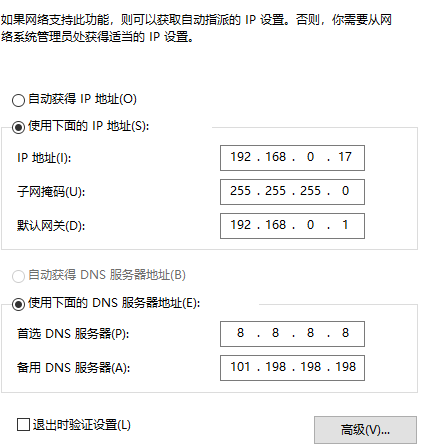 如果网络支持此功能，则可以获取自动指派的 IP 设置。否则，你需要从网
络系统管理员处获得适当的 IP 设置。
自动获得 IP 地址(O)
使用下面的 IP 地址(S):
IP 地址(I): 192 . 168 . 0 . 17
子网掩码(U): 255 . 255 . 255 . 0
默认网关(D): 192 . 168 . 0 . 1
自动获得 DNS 服务器地址(B)
使用下面的 DNS 服务器地址(E):
首选 DNS 服务器(P): 8 . 8 . 8 . 8
备用 DNS 服务器(A): 101 . 198 . 198 . 198
退出时验证设置(L)
高级(V)...